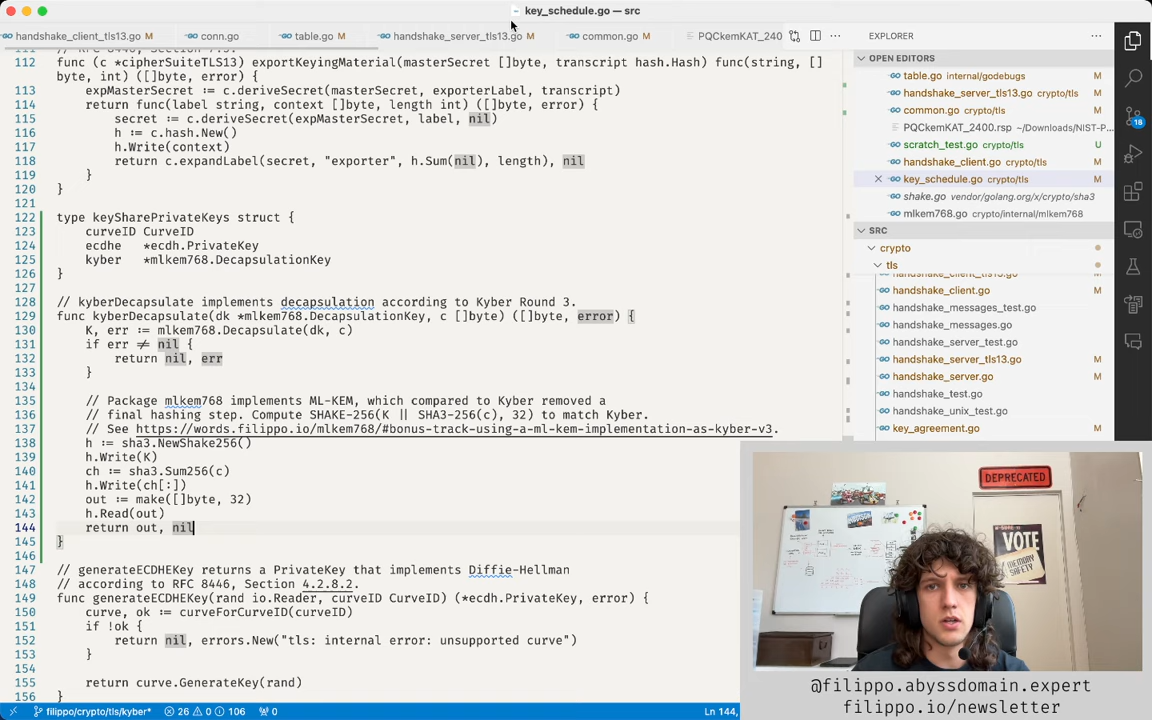 key_schedule.go — src
handshake_client_tls13.go M
conn.go M
table.go M
handshake_server_tls13.go M
common.go M
PQCkemKAT_240
112 func (c *cipherSuiteTLS13) exportKeyingMaterial(masterSecret []byte, transcript hash.Hash) func(string, []
byte, int) ([]byte, error) {
113 expMasterSecret := c.deriveSecret(masterSecret, exporterLabel, transcript)
114 return func(label string, context []byte, length int) ([]byte, error) {
115 secret := c.deriveSecret(expMasterSecret, label, nil)
116 h := c.hash.New()
117 h.Write(context)
118 return c.expandLabel(secret, "exporter", h.Sum(nil), length), nil
119 }
120 }
121
122 type keySharePrivateKeys struct {
123 curveID CurveID
124 ecdhe *ecdh.PrivateKey
125 kyber *mlkem768.DecapsulationKey
126 }
127
128 // kyberDecapsulate implements decapsulation according to Kyber Round 3.
129 func kyberDecapsulate(dk *mlkem768.DecapsulationKey, c []byte) ([]byte, error) {
130 K, err := mlkem768.Decapsulate(dk, c)
131 if err ≠ nil {
132 return nil, err
133 }
134
135 // Package mlkem768 implements ML-KEM, which compared to Kyber removed a
136 // final hashing step. Compute SHAKE-256(K || SHA3-256(c), 32) to match Kyber.
137 // See https://words.filippo.io/mlkem768/#bonus-track-using-a-ml-kem-implementation-as-kyber-v3.
138 h := sha3.NewShake256()
139 h.Write(K)
140 ch := sha3.Sum256(c)
141 h.Write(ch[:])
142 out := make([]byte, 32)
143 h.Read(out)
144 return out, nil
145 }
146
147 // generateECDHEKey returns a PrivateKey that implements Diffie-Hellman
148 // according to RFC 8446, Section 4.2.8.2.
149 func generateECDHEKey(rand io.Reader, curveID CurveID) (*ecdh.PrivateKey, error) {
150 curve, ok := curveForCurveID(curveID)
151 if !ok {
152 return nil, errors.New("tls: internal error: unsupported curve")
153 }
154
155 return curve.GenerateKey(rand)
156 }
filippo/crypto/tls/kyber* 26 0 106 0 Ln 144,
EXPLORER
OPEN EDITORS
table.go internal/godebugs M
handshake_server_tls13.go crypto/tls M
common.go crypto/tls M
PQCkemKAT_2400.rsp ~/Downloads/NIST-P...
scratch_test.go crypto/tls U
handshake_client.go crypto/tls M
key_schedule.go crypto/tls M
shake.go vendor/golang.org/x/crypto/sha3
mlkem768.go crypto/internal/mlkem768
SRC
crypto
tls
handshake_client_tls13.go
handshake_client.go M
handshake_messages_test.go
handshake_messages.go
handshake_server_test.go
handshake_server_tls13.go M
handshake_server.go M
handshake_test.go
handshake_unix_test.go
key_agreement.go M
16
DEPRECATED
VOTE
MEMORY
SAFETY
@filippo.abyssdomain.expert
filippo.io/newsletter